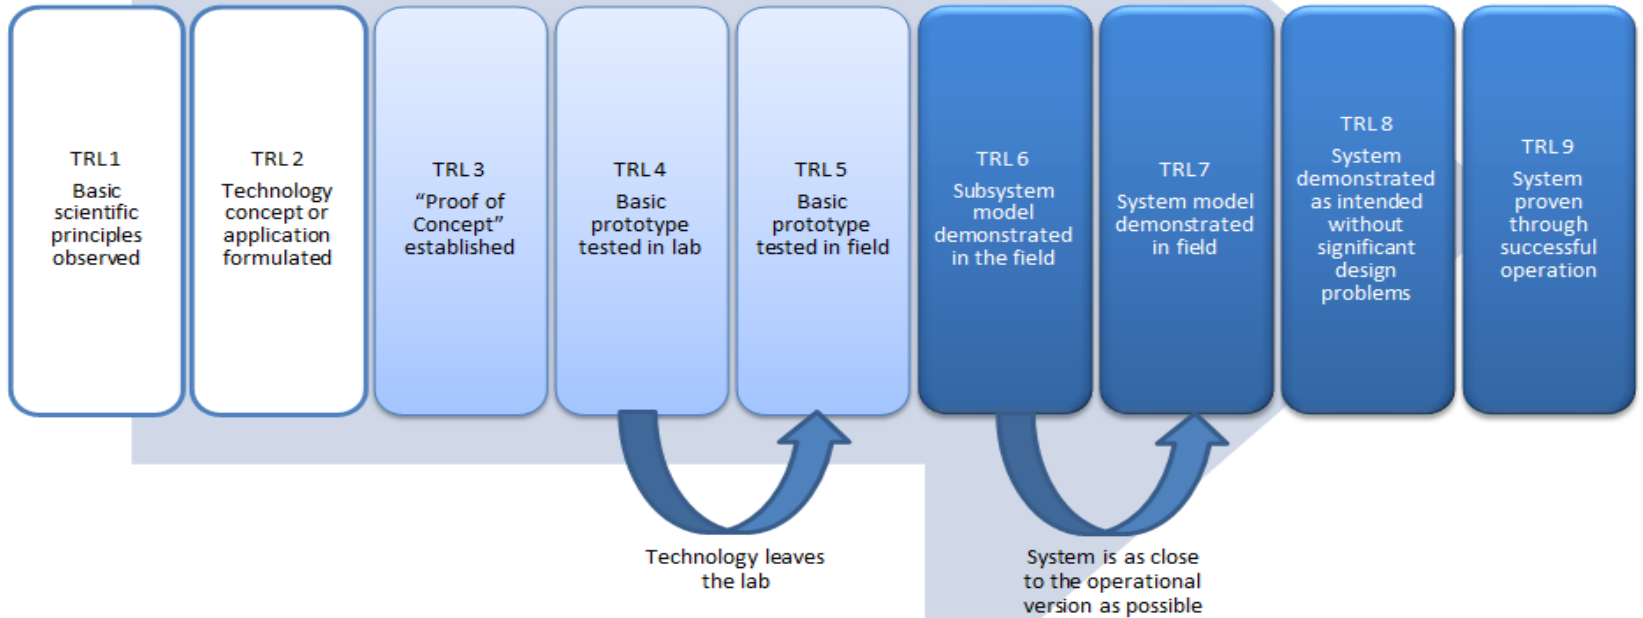 TRL 1
Basic
scientific
principles
observed
TRL 2
Technology
concept or
application
formulated
TRL 3
“Proof of
Concept”
established
TRL 4
Basic
prototype
tested in lab
TRL 5
Basic
prototype
tested in field
TRL 6
Subsystem
model
demonstrated
in the field
TRL 7
System model
demonstrated
in field
TRL 8
System
demonstrated
as intended
without
significant
design
problems
TRL 9
System
proven
through
successful
operation
Technology leaves
the lab
System is as close
to the operational
version as possible